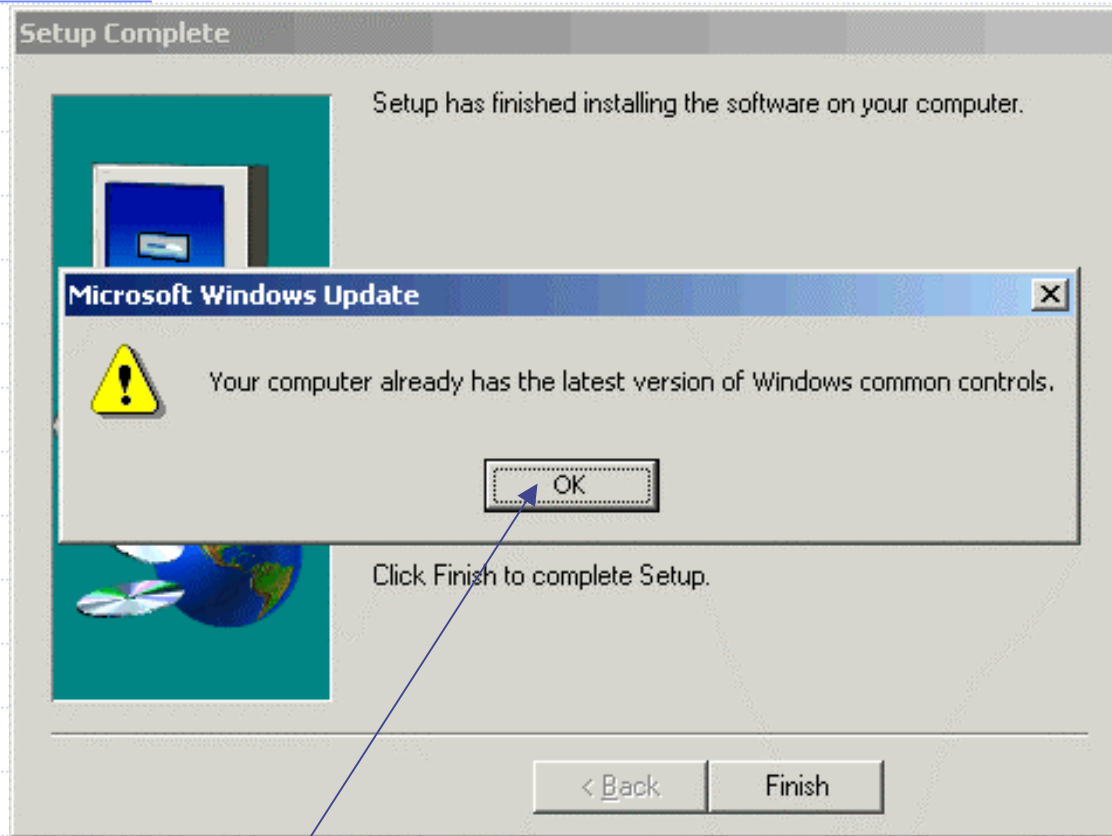 Setup Complete
Setup has finished installing the software on your computer.
Microsoft Windows Update
Your computer already has the latest version of Windows common controls.
OK
Click Finish to complete Setup.
< Back
Finish